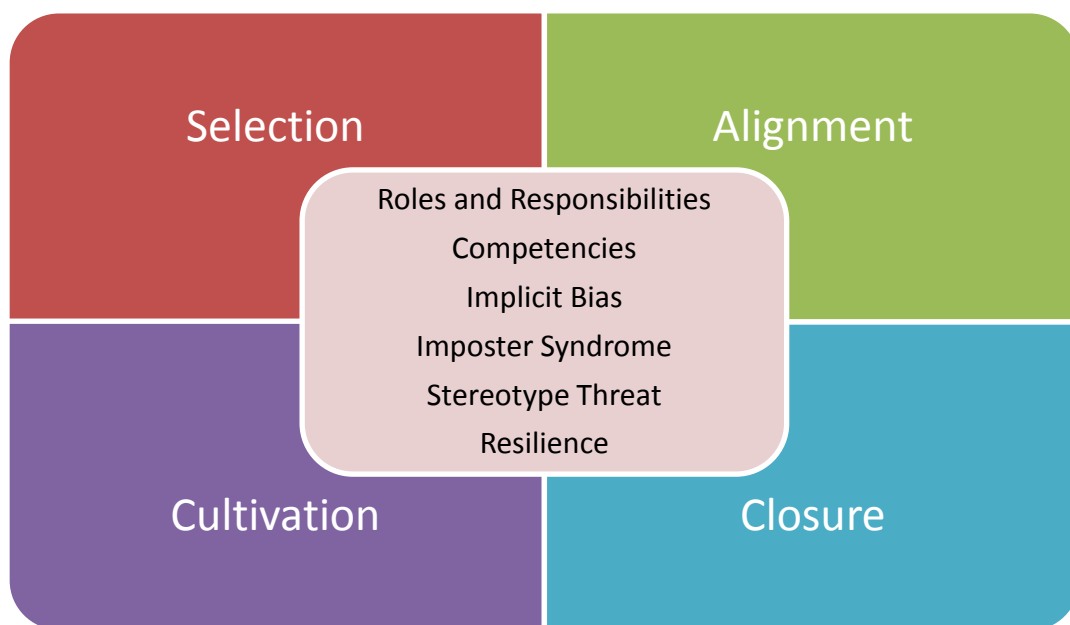 Selection
Alignment
Roles and Responsibilities
Competencies
Implicit Bias
Imposter Syndrome
Stereotype Threat
Resilience
Cultivation
Closure